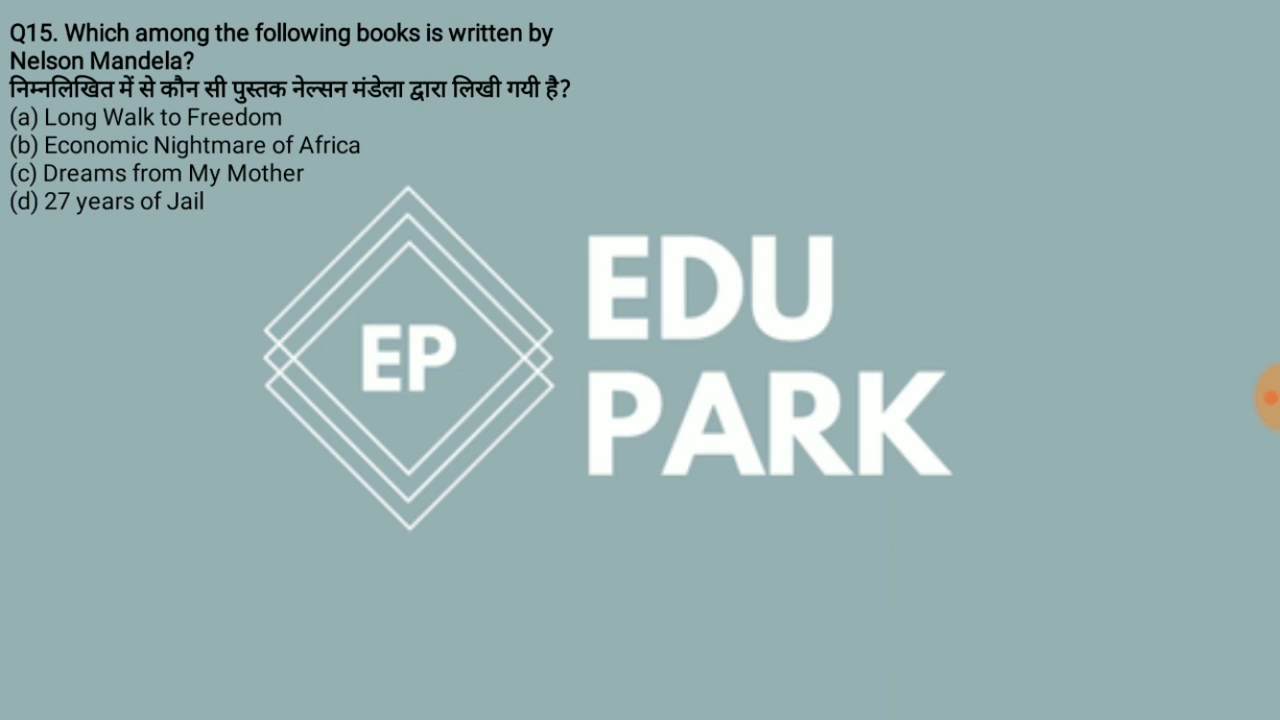 Q15. Which among the following books is written by
Nelson Mandela?
निम्नलिखित में से कौन सी पुस्तक नेल्सन मंडेला द्वारा लिखी गयी है?
(a) Long Walk to Freedom
(b) Economic Nightmare of Africa
(c) Dreams from My Mother
(d) 27 years of Jail
EP
EDU
PARK